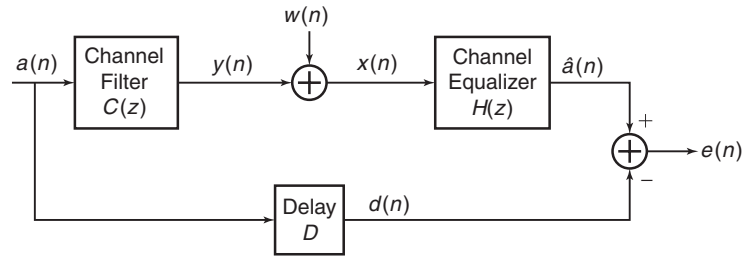 w(n)
a(n)
Channel
Filter
C(z)
y(n)
x(n)
Channel
Equalizer
H(z)
â(n)
+
e(n)
−
Delay
D
d(n)